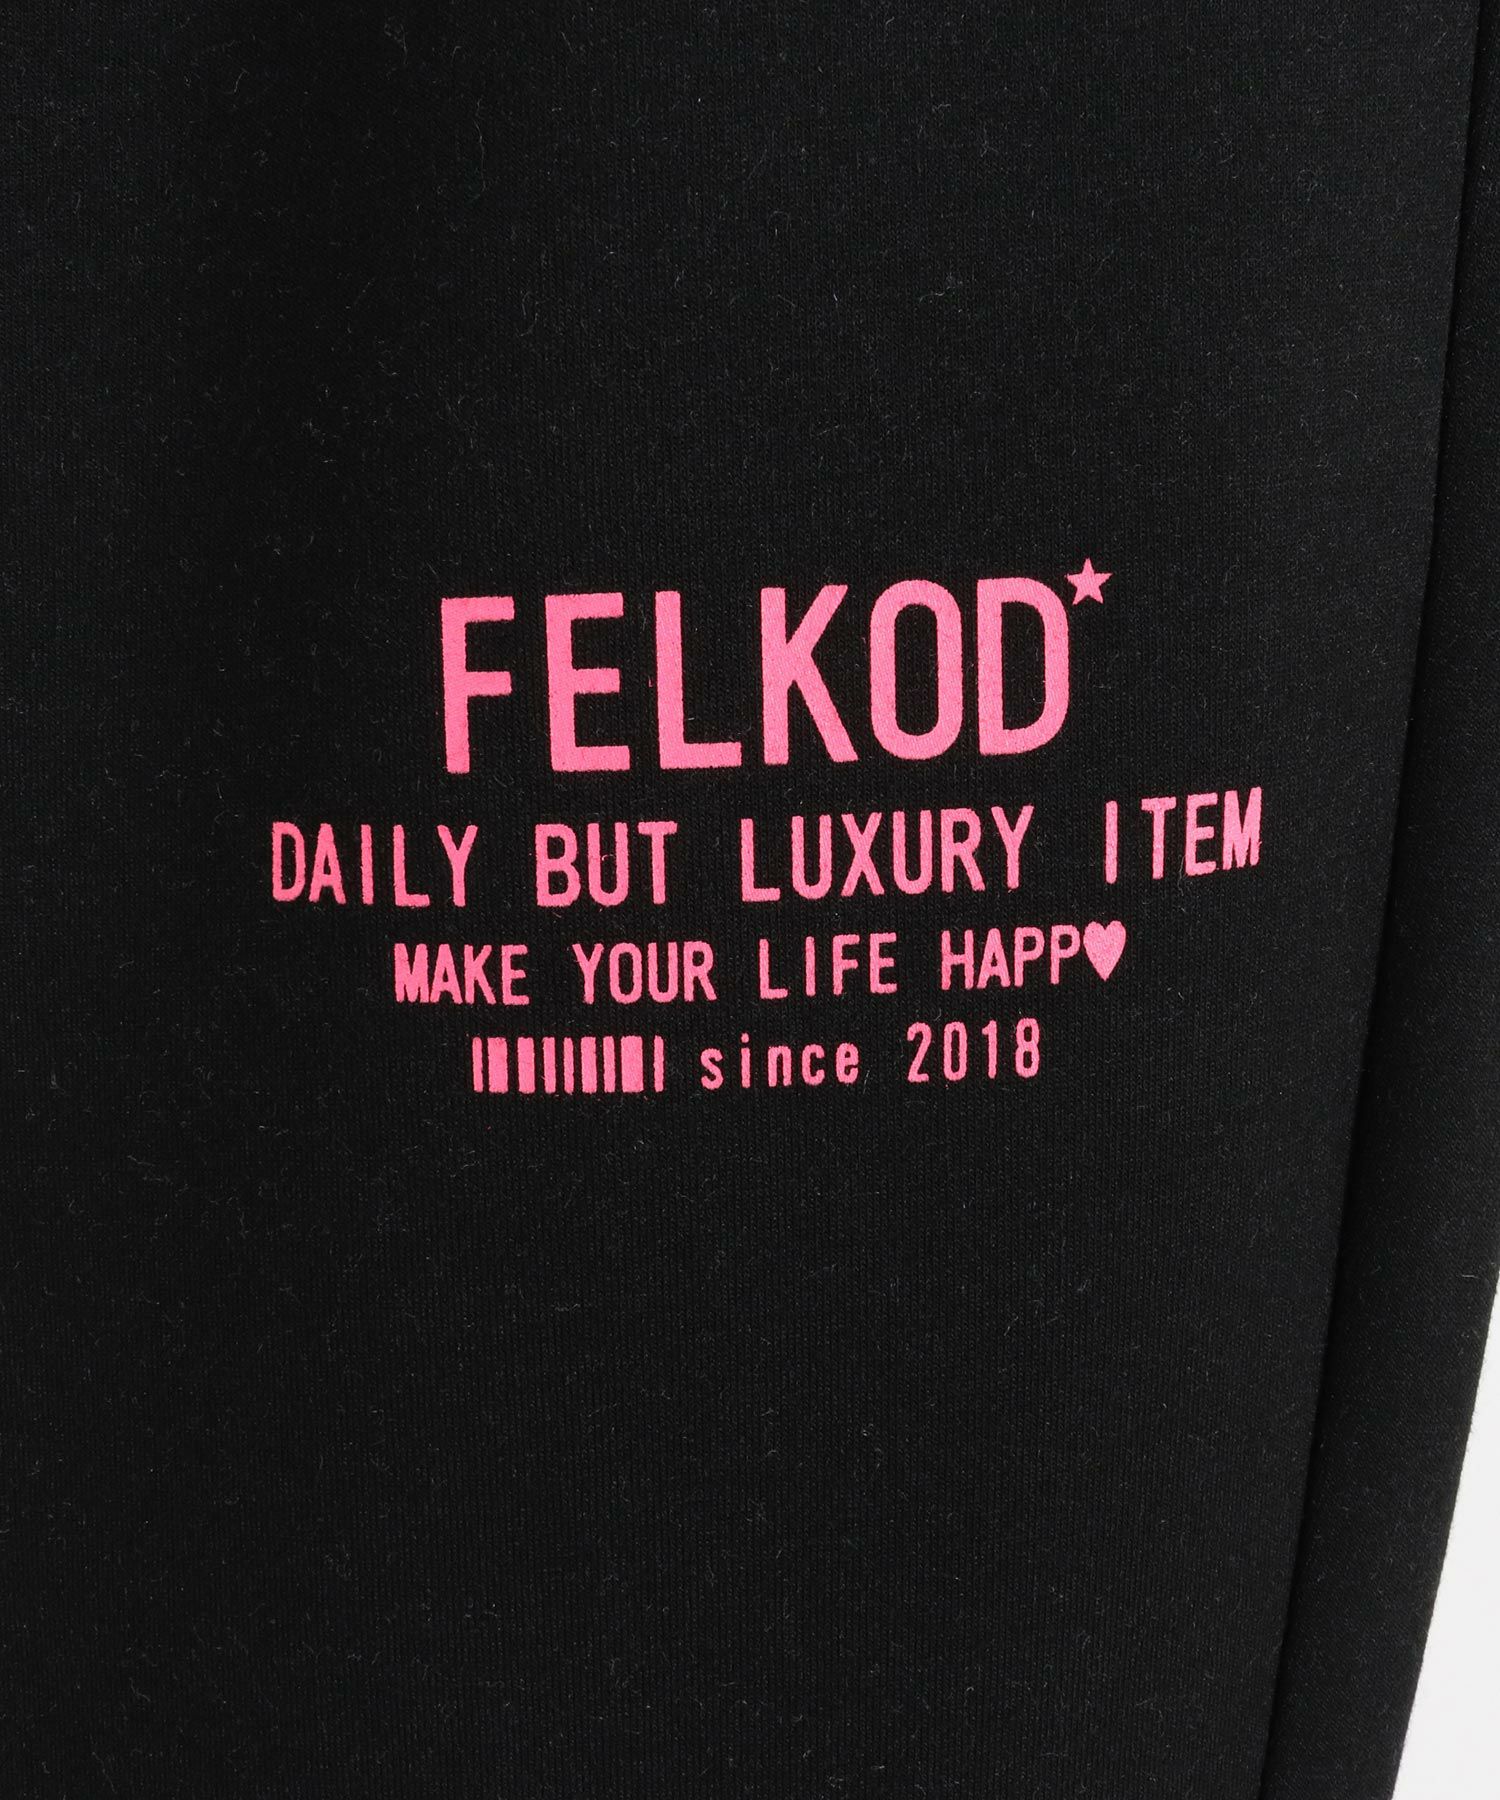 FELKOD★
DAILY BUT LUXURY ITEM
MAKE YOUR LIFE HAPP♥
since 2018